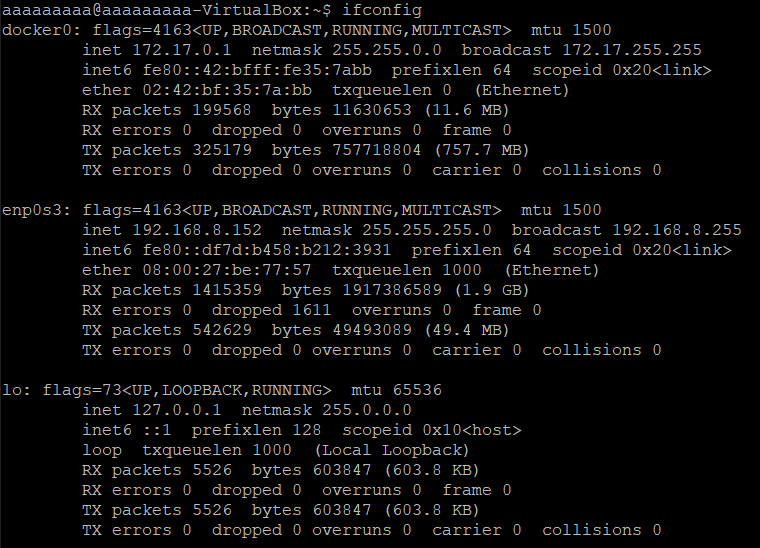 aaaaaaaaa@aaaaaaaaa-VirtualBox:~$ ifconfig
docker0: flags=4163<UP,BROADCAST,RUNNING,MULTICAST>  mtu 1500
        inet 172.17.0.1  netmask 255.255.0.0  broadcast 172.17.255.255
        inet6 fe80::42:bfff:fe35:7abb  prefixlen 64  scopeid 0x20<link>
        ether 02:42:bf:35:7a:bb  txqueuelen 0  (Ethernet)
        RX packets 199568  bytes 11630653 (11.6 MB)
        RX errors 0  dropped 0  overruns 0  frame 0
        TX packets 325179  bytes 757718804 (757.7 MB)
        TX errors 0  dropped 0 overruns 0  carrier 0  collisions 0

enp0s3: flags=4163<UP,BROADCAST,RUNNING,MULTICAST>  mtu 1500
        inet 192.168.8.152  netmask 255.255.255.0  broadcast 192.168.8.255
        inet6 fe80::df7d:b458:b212:3931  prefixlen 64  scopeid 0x20<link>
        ether 08:00:27:be:77:57  txqueuelen 1000  (Ethernet)
        RX packets 1415359  bytes 1917386589 (1.9 GB)
        RX errors 0  dropped 1611  overruns 0  frame 0
        TX packets 542629  bytes 49493089 (49.4 MB)
        TX errors 0  dropped 0 overruns 0  carrier 0  collisions 0

lo: flags=73<UP,LOOPBACK,RUNNING>  mtu 65536
        inet 127.0.0.1  netmask 255.0.0.0
        inet6 ::1  prefixlen 128  scopeid 0x10<host>
        loop  txqueuelen 1000  (Local Loopback)
        RX packets 5526  bytes 603847 (603.8 KB)
        RX errors 0  dropped 0  overruns 0  frame 0
        TX packets 5526  bytes 603847 (603.8 KB)
        TX errors 0  dropped 0 overruns 0  carrier 0  collisions 0